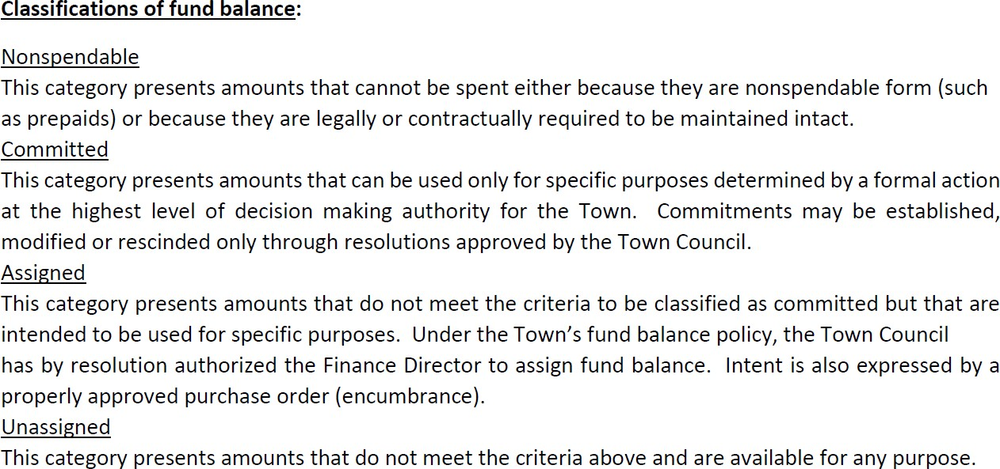 Classifications of fund balance:
Nonspendable
This category presents amounts that cannot be spent either because they are nonspendable form (such
as prepaids) or because they are legally or contractually required to be maintained intact.
Committed
This category presents amounts that can be used only for specific purposes determined by a formal action
at the highest level of decision making authority for the Town.  Commitments may be established,
modified or rescinded only through resolutions approved by the Town Council.
Assigned
This category presents amounts that do not meet the criteria to be classified as committed but that are
intended to be used for specific purposes.  Under the Town’s fund balance policy, the Town Council
has by resolution authorized the Finance Director to assign fund balance.  Intent is also expressed by a
properly approved purchase order (encumbrance).
Unassigned
This category presents amounts that do not meet the criteria above and are available for any purpose.